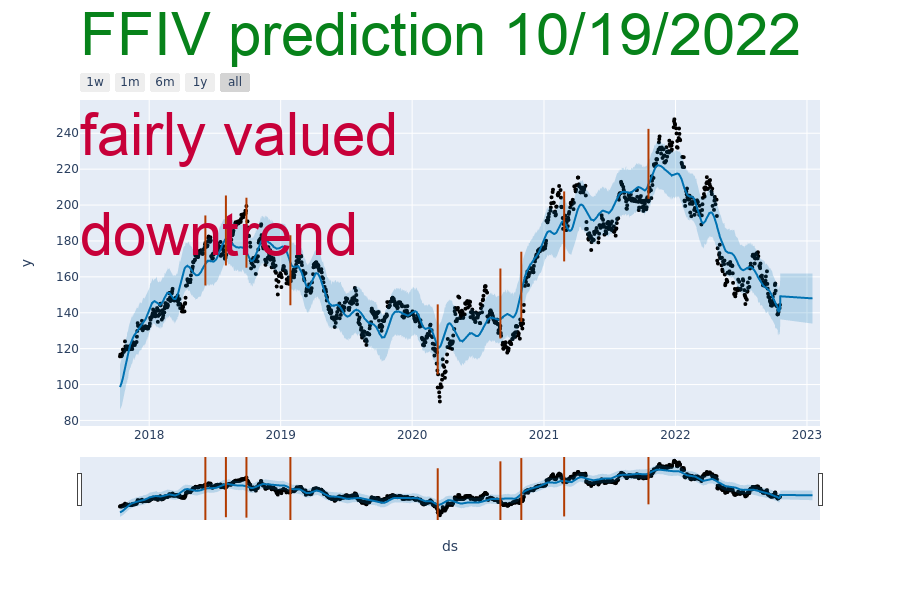 FFIV prediction 10/19/2022
1w 1m 6m 1y all
fairly valued
downtrend
y
240
220
200
180
160
140
120
100
80
2018 2019 2020 2021 2022 2023
ds